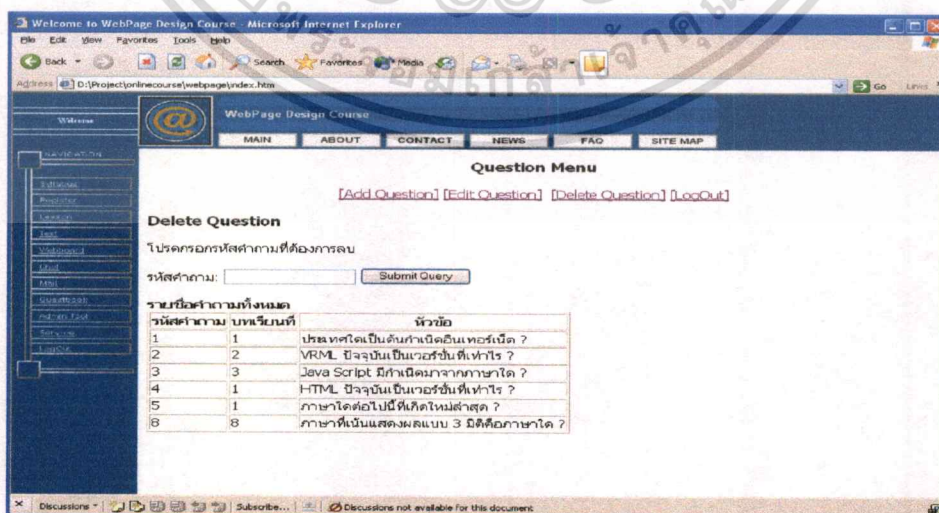 Welcome to WebPage Design Course - Microsoft Internet Explorer
File Edit View Favorites Tools Help
Back Search Favorites Media
Address D:\Project\onlinecourse\webpage\index.htm Go Links
Welcome
WebPage Design Course
MAIN ABOUT CONTACT NEWS FAQ SITE MAP
NAVIGATION
Syllabus
Register
Lesson
Test
Webboard
Chat
Mail
Guestbook
Admin Tool
Services
LogOut
Question Menu
[Add Question] [Edit Question] [Delete Question] [LogOut]
Delete Question
โปรดกรอกรหัสคำถามที่ต้องการลบ
รหัสคำถาม: Submit Query
รายชื่อคำถามทั้งหมด
รหัสคำถาม บทเรียนที่ หัวข้อ
1 1 ประเทศใดเป็นต้นกำเนิดอินเทอร์เน็ต ?
2 2 VRML ปัจจุบันเป็นเวอร์ชั่นที่เท่าไร ?
3 3 Java Script มีกำเนิดมาจากภาษาใด ?
4 1 HTML ปัจจุบันเป็นเวอร์ชั่นที่เท่าไร ?
5 1 ภาษาใดต่อไปนี้ที่เกิดใหม่ล่าสุด ?
8 8 ภาษาที่เน้นแสดงผลแบบ 3 มิติคือภาษาใด ?
Discussions Subscribe... Discussions not available for this document